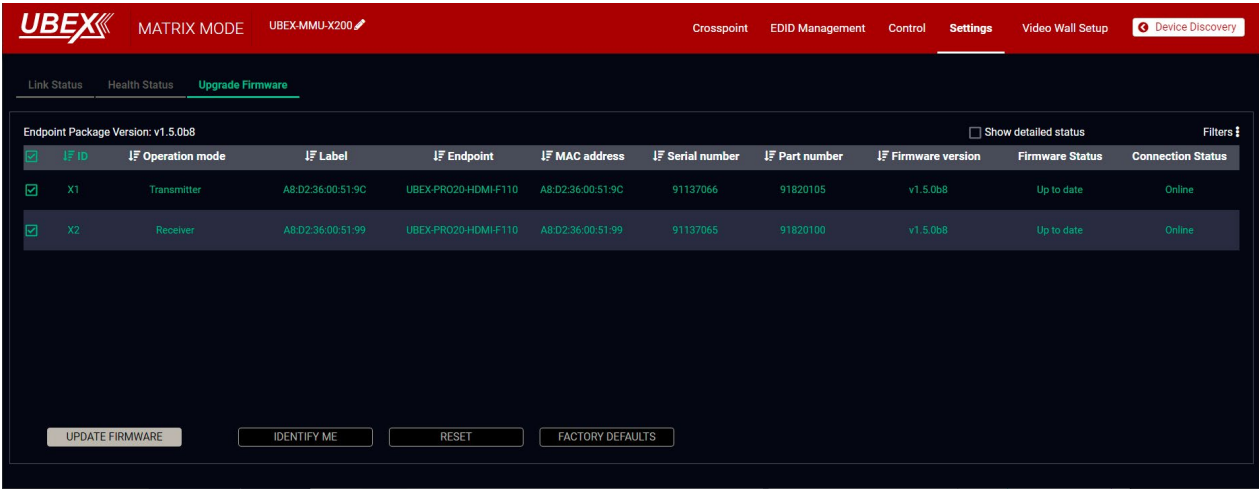 UBEX MATRIX MODE UBEX-MMU-X200 Crosspoint EDID Management Control Settings Video Wall Setup Device Discovery
Link Status Health Status Upgrade Firmware
Endpoint Package Version: v1.5.0b8 Show detailed status Filters
ID Operation mode Label Endpoint MAC address Serial number Part number Firmware version Firmware Status Connection Status
X1 Transmitter A8:D2:36:00:51:9C UBEX-PRO20-HDMI-F110 A8:D2:36:00:51:9C 91137066 91820105 v1.5.0b8 Up to date Online
X2 Receiver A8:D2:36:00:51:99 UBEX-PRO20-HDMI-F110 A8:D2:36:00:51:99 91137065 91820100 v1.5.0b8 Up to date Online
UPDATE FIRMWARE IDENTIFY ME RESET FACTORY DEFAULTS